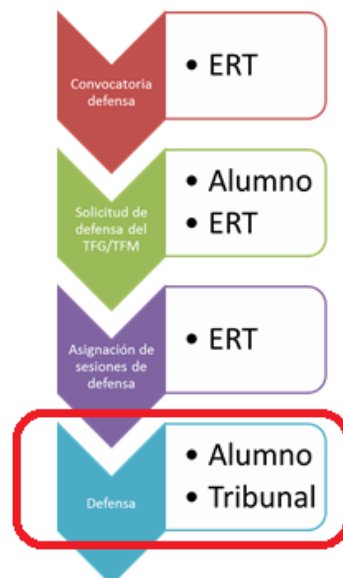 Convocatoria
defensa
• ERT
Solicitud de
defensa del
TFG/TFM
• Alumno
• ERT
Asignación de
sesiones de
defensa
• ERT
Defensa
• Alumno
• Tribunal